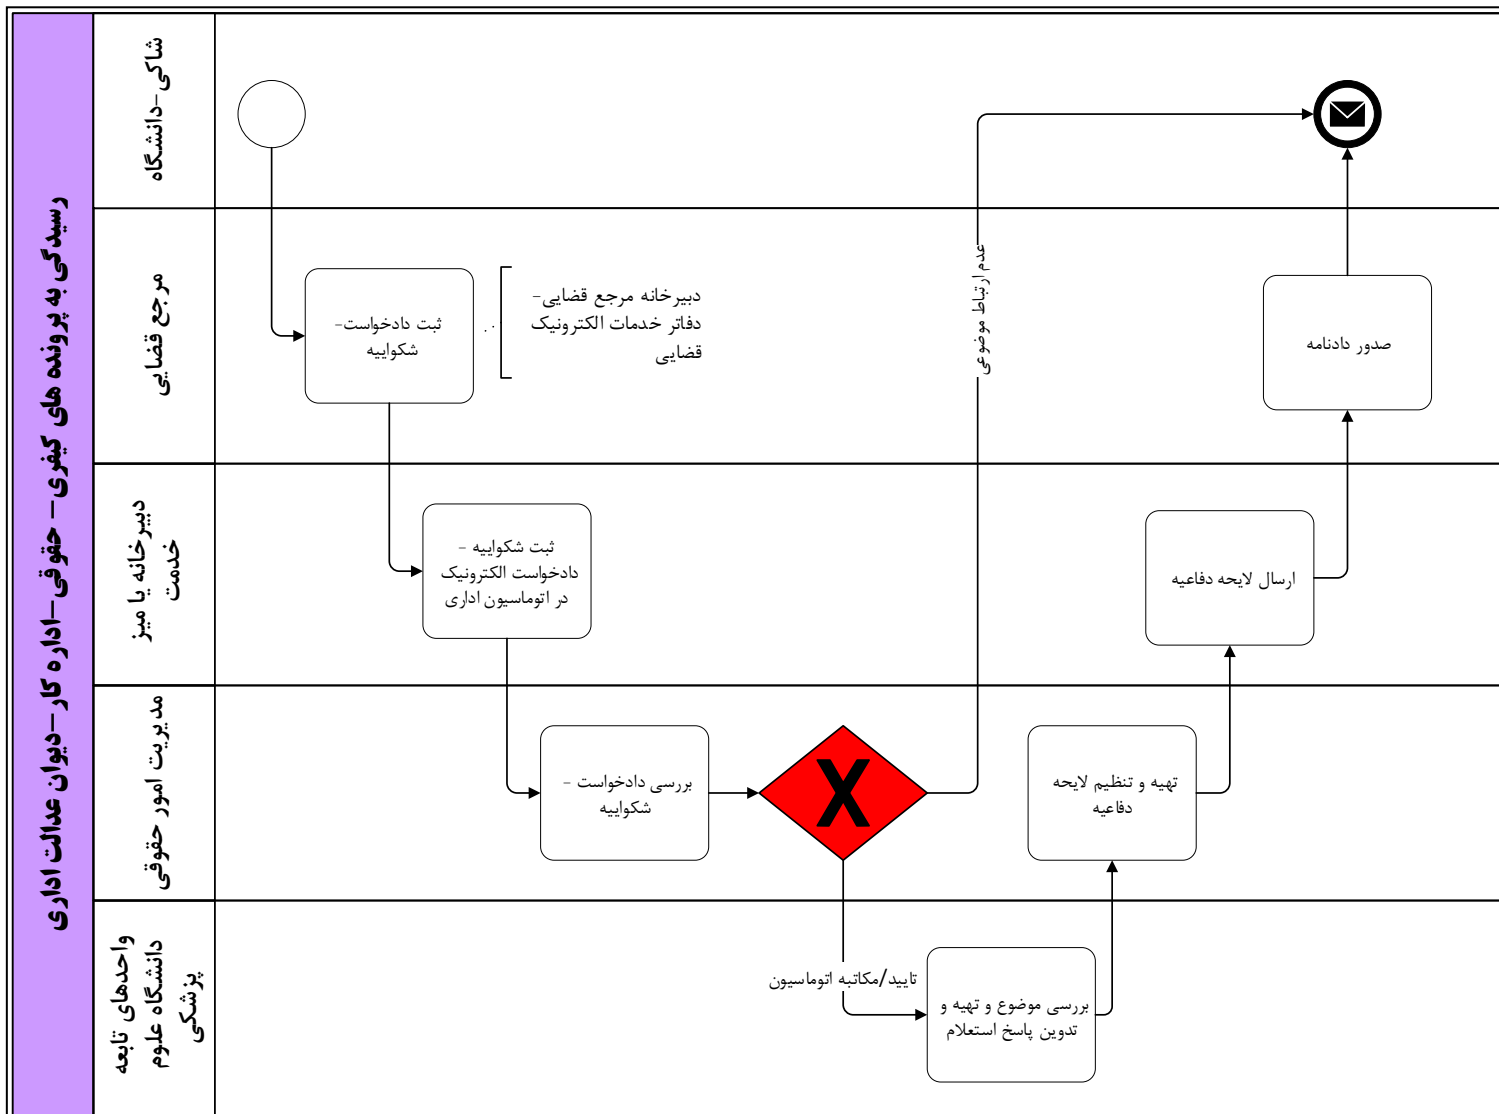 رسیدگی به پرونده های کیفری- حقوقی-اداره کار-دیوان عدالت اداری
شاکی-دانشگاه
مرجع قضایی
ثبت دادخواست-
شکواییه
دبیرخانه مرجع قضایی-
دفاتر خدمات الکترونیک
قضایی
عدم ارتباط موضوعی
صدور دادنامه
دبیرخانه یا میز
خدمت
ثبت شکواییه -
دادخواست الکترونیک
در اتوماسیون اداری
ارسال لایحه دفاعیه
مدیریت امور حقوقی
بررسی دادخواست -
شکواییه
X
تهیه و تنظیم لایحه
دفاعیه
واحدهای تابعه
دانشگاه علوم
پزشکی
تایید/مکاتبه اتوماسیون
بررسی موضوع و تهیه و
تدوین پاسخ استعلام